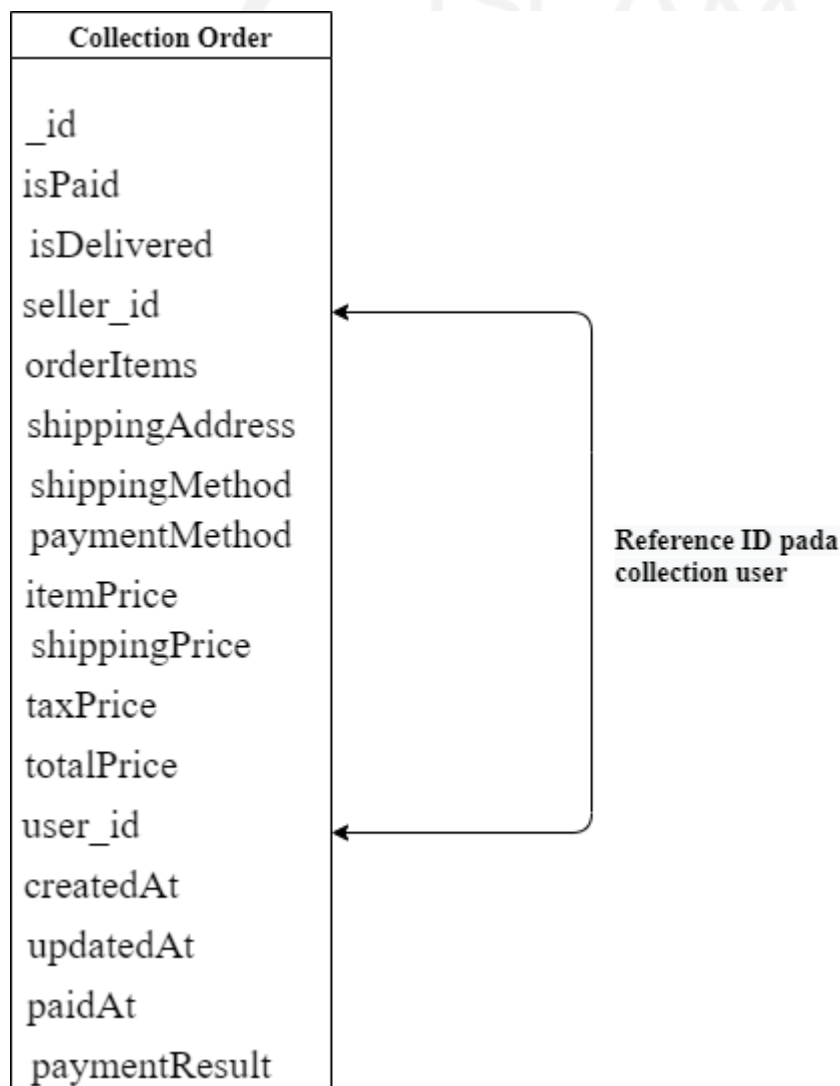 Collection Order
_id
isPaid
isDelivered
seller_id
orderItems
shippingAddress
shippingMethod
paymentMethod
itemPrice
shippingPrice
taxPrice
totalPrice
user_id
createdAt
updatedAt
paidAt
paymentResult
Reference ID pada
collection user